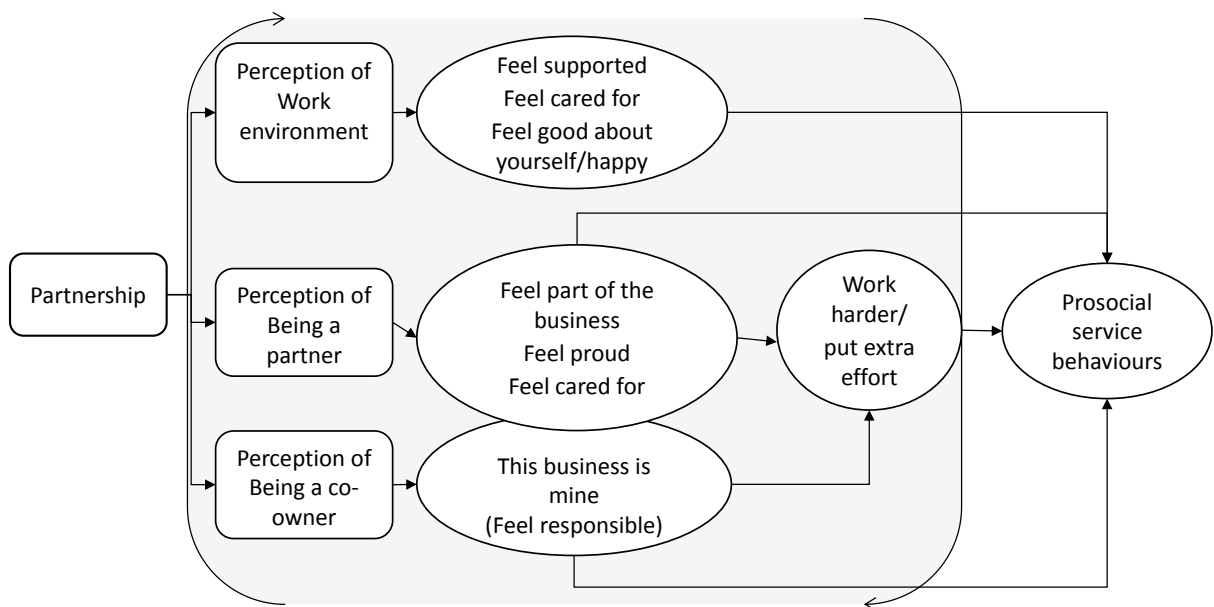 Perception of
Work
environment
Feel supported
Feel cared for
Feel good about
yourself/happy
Partnership
Perception of
Being a
partner
Feel part of the
business
Feel proud
Feel cared for
Work
harder/
put extra
effort
Prosocial
service
behaviours
Perception of
Being a co-
owner
This business is
mine
(Feel responsible)